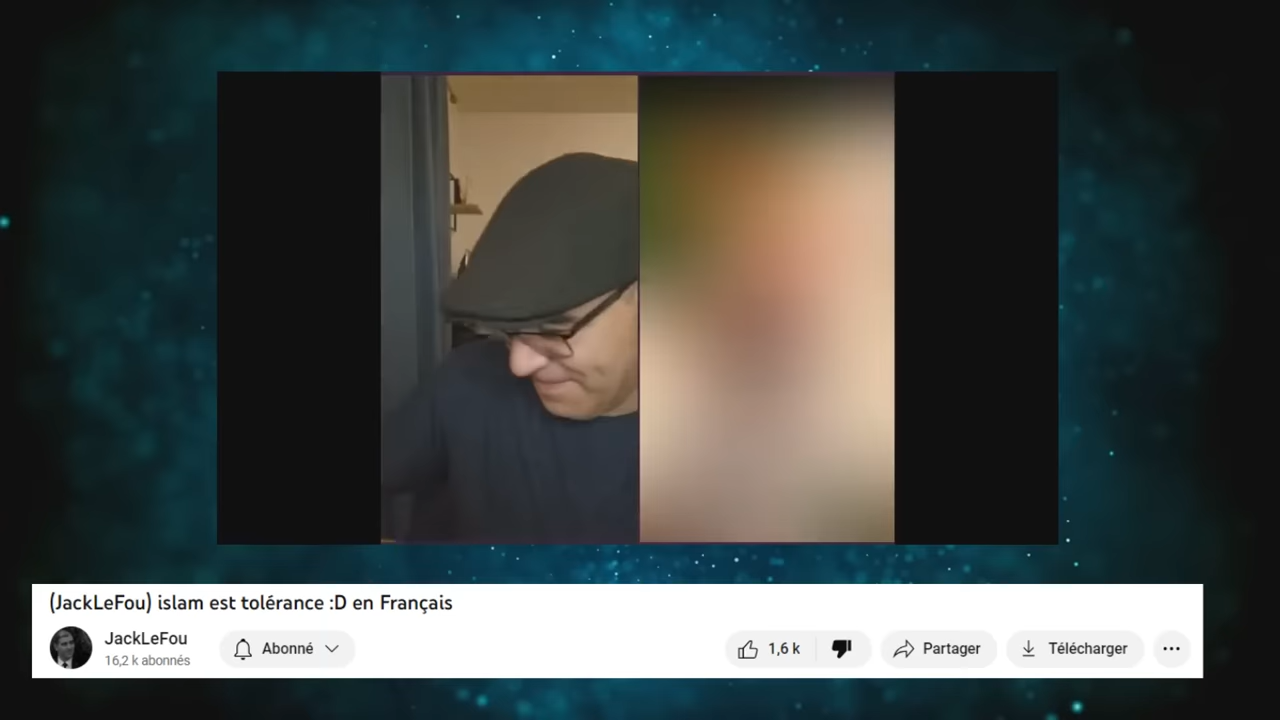 (JackLeFou) islam est tolérance :D en Français
JackLeFou
16,2 k abonnés
Abonné
1,6 k
Partager
Télécharger